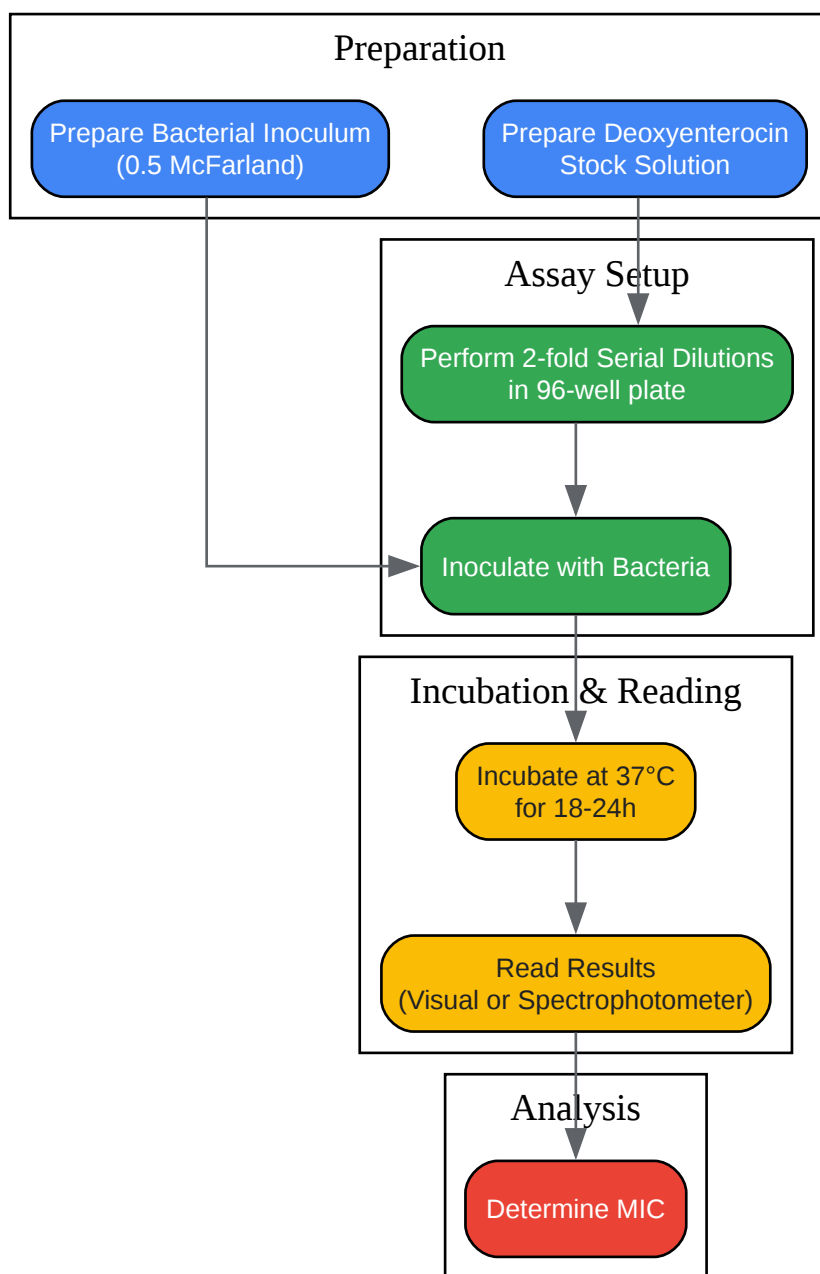 Preparation
Prepare Bacterial Inoculum
(0.5 McFarland)
Prepare Deoxyenterocin
Stock Solution
Assay Setup
Perform 2-fold Serial Dilutions
in 96-well plate
Inoculate with Bacteria
Incubation & Reading
Incubate at 37°C
for 18-24h
Read Results
(Visual or Spectrophotometer)
Analysis
Determine MIC